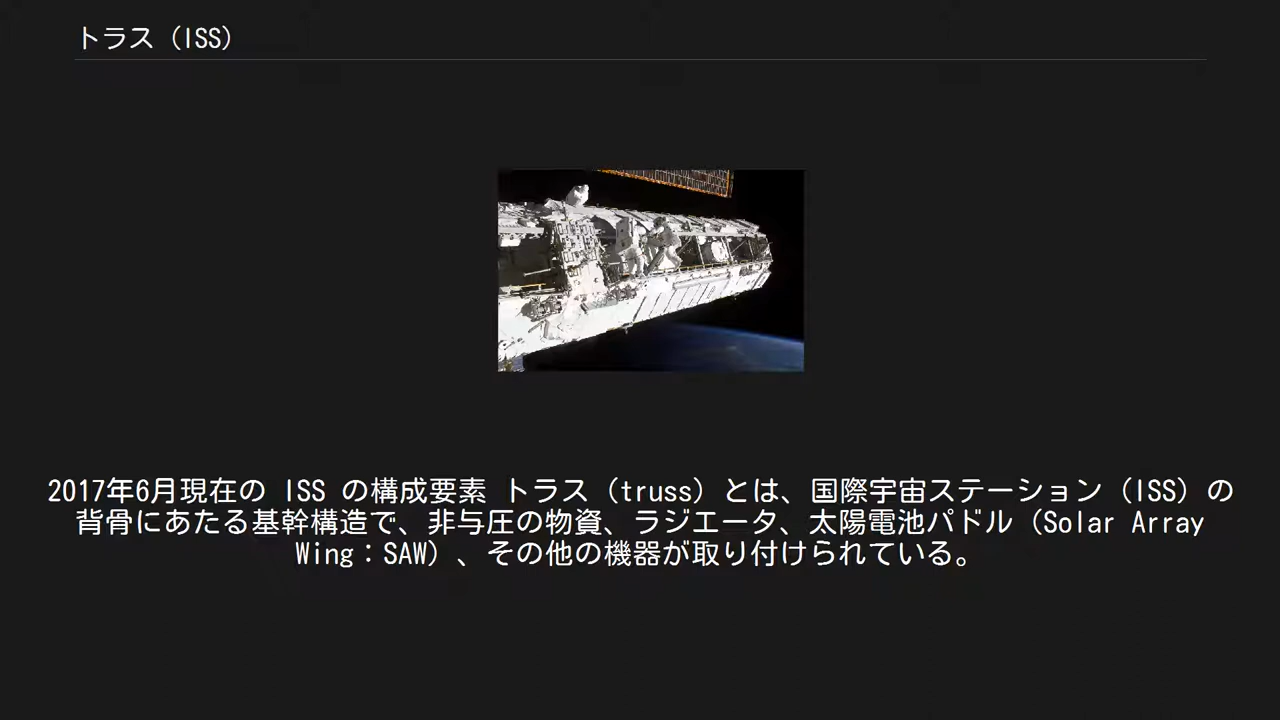 トラス（ISS）
2017年6月現在の ISS の構成要素 トラス（truss）とは、国際宇宙ステーション（ISS）の
背骨にあたる基幹構造で、非与圧の物資、ラジエータ、太陽電池パドル（Solar Array
Wing：SAW）、その他の機器が取り付けられている。